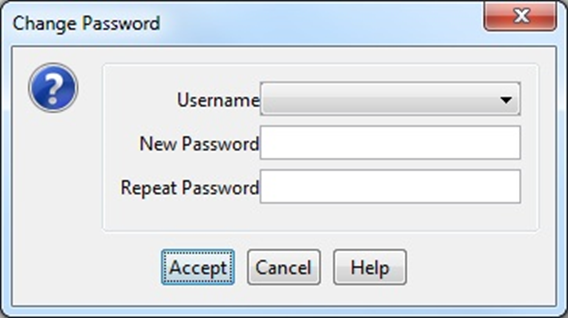 Change Password
Username
New Password
Repeat Password
Accept Cancel Help